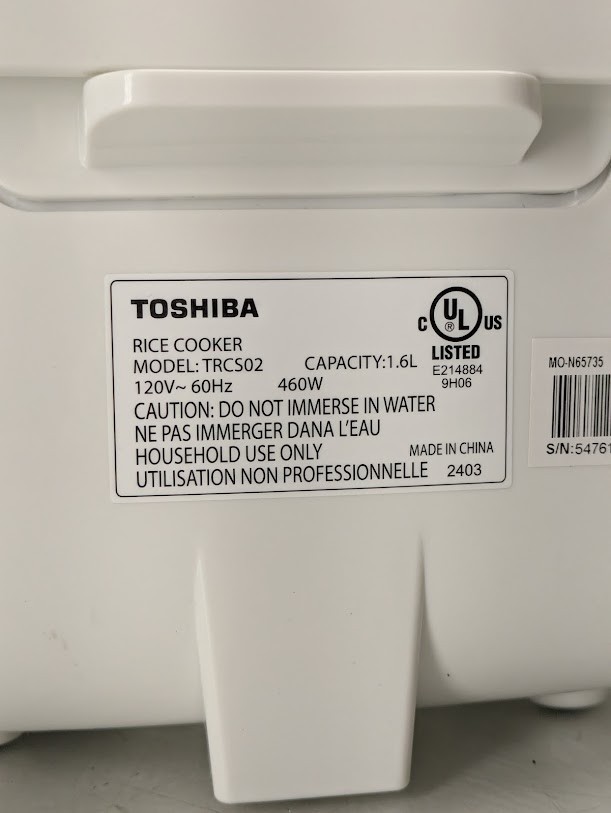 TOSHIBA
RICE COOKER
MODEL: TRCS02 CAPACITY:1.6L
120V~ 60Hz 460W
CAUTION: DO NOT IMMERSE IN WATER
NE PAS IMMERGER DANA L'EAU
HOUSEHOLD USE ONLY
UTILISATION NON PROFESSIONNELLE
C UL ® US
LISTED
E214884
9H06
MADE IN CHINA
2403
MO-N65735
S/N:54761